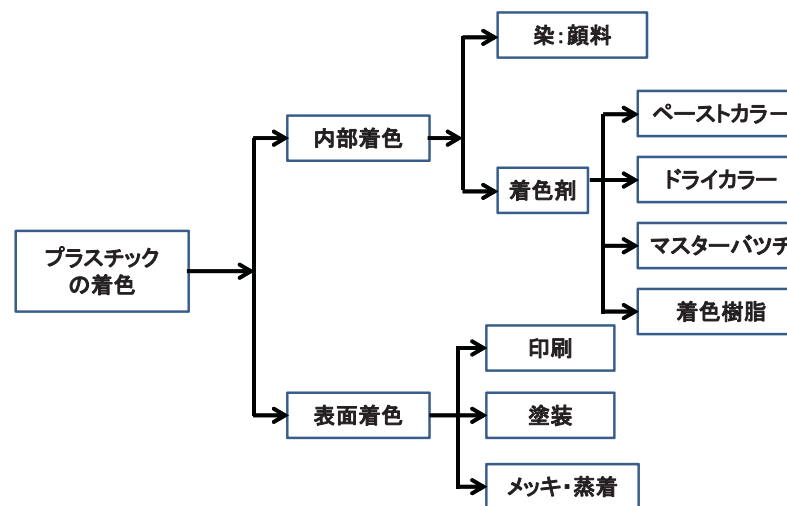 プラスチック
の着色
内部着色
染:顔料
着色剤
ペーストカラー
ドライカラー
マスターバツチ
着色樹脂
表面着色
印刷
塗装
メッキ・蒸着